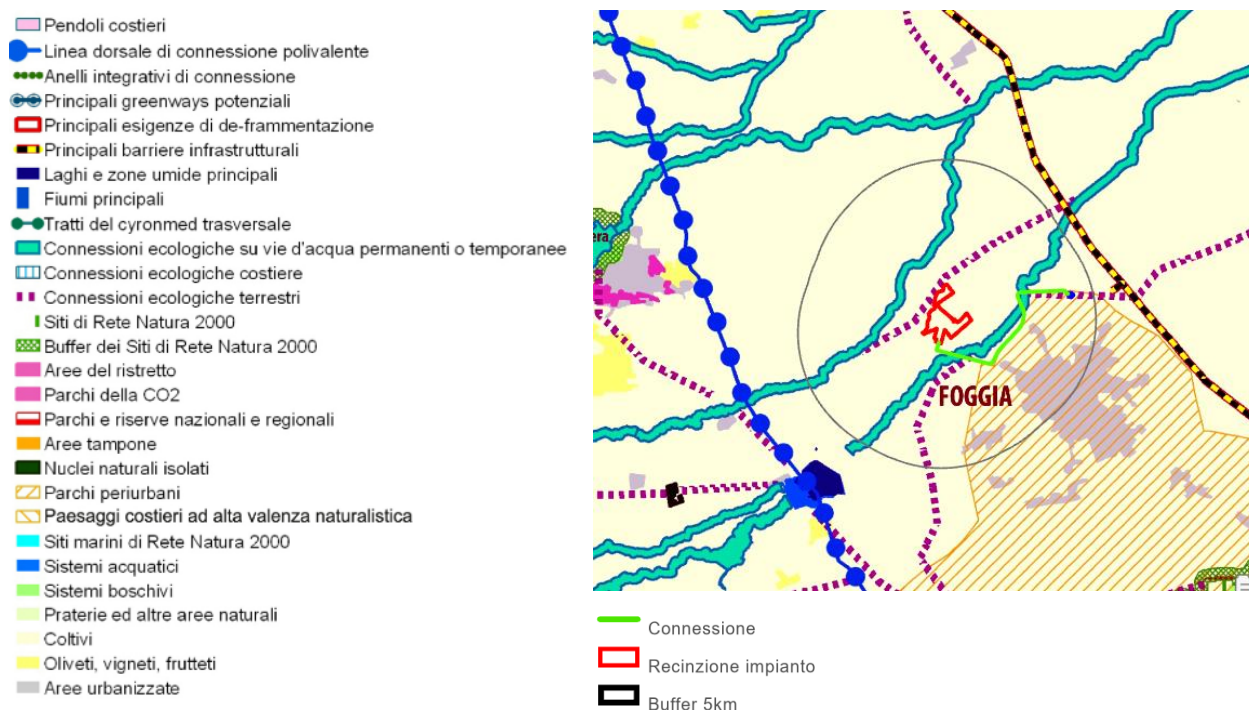 Pendoli costieri
Linea dorsale di connessione polivalente
Anelli integrativi di connessione
Principali greenways potenziali
Principali esigenze di de-frammentazione
Principali barriere infrastrutturali
Laghi e zone umide principali
Fiumi principali
Tratti del cyronmed trasversale
Connessioni ecologiche su vie d'acqua permanenti o temporanee
Connessioni ecologiche costiere
Connessioni ecologiche terrestri
Siti di Rete Natura 2000
Buffer dei Siti di Rete Natura 2000
Aree del ristretto
Parchi della CO2
Parchi e riserve nazionali e regionali
Aree tampone
Nuclei naturali isolati
Parchi periurbani
Paesaggi costieri ad alta valenza naturalistica
Siti marini di Rete Natura 2000
Sistemi acquatici
Sistemi boschivi
Praterie ed altre aree naturali
Coltivi
Oliveti, vigneti, frutteti
Aree urbanizzate
era
FOGGIA
Connessione
Recinzione impianto
Buffer 5km